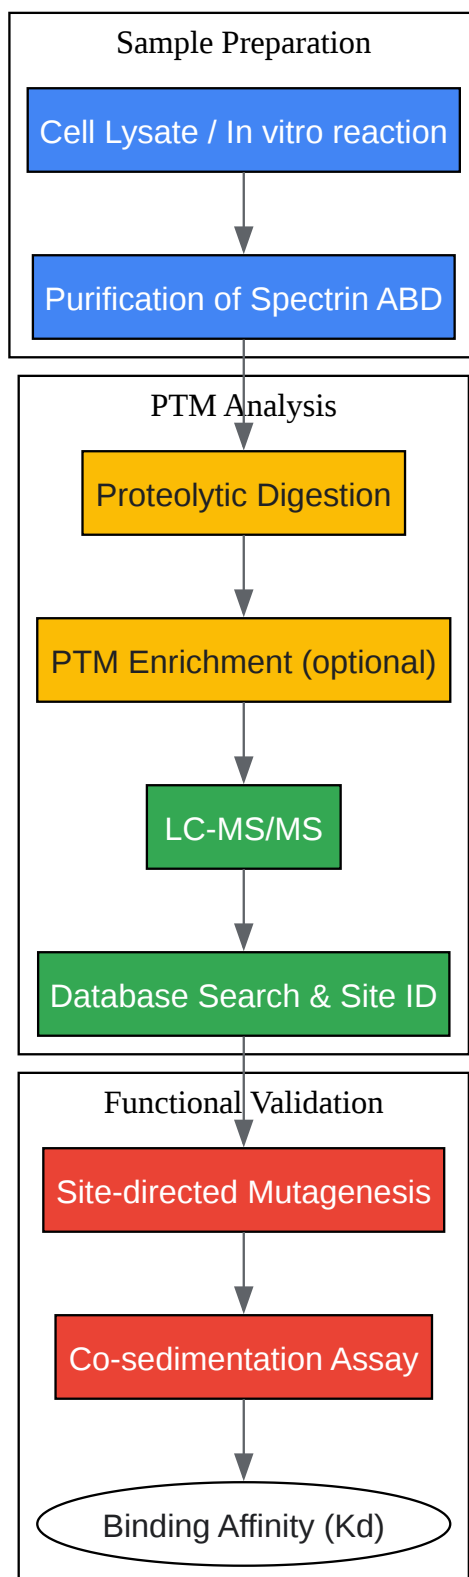 Sample Preparation
Cell Lysate / In vitro reaction
Purification of Spectrin ABD
PTM Analysis
Proteolytic Digestion
PTM Enrichment (optional)
LC-MS/MS
Database Search & Site ID
Functional Validation
Site-directed Mutagenesis
Co-sedimentation Assay
Binding Affinity (Kd)